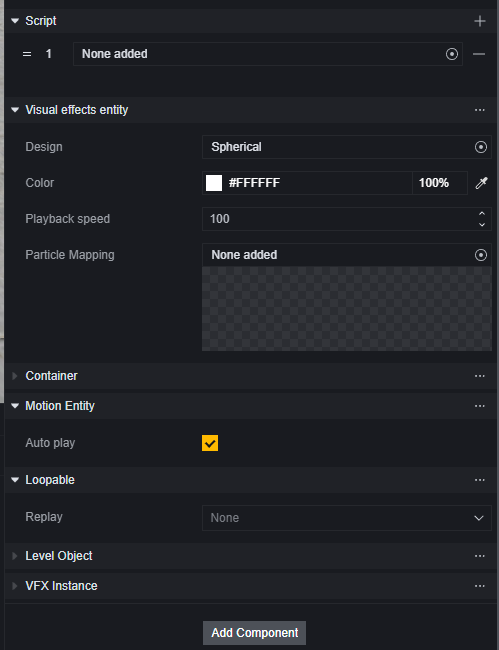 Script
1 None added
Visual effects entity
Design Spherical
Color #FFFFFF 100%
Playback speed 100
Particle Mapping None added
Container
Motion Entity
Auto play
Loopable
Replay None
Level Object
VFX Instance
Add Component